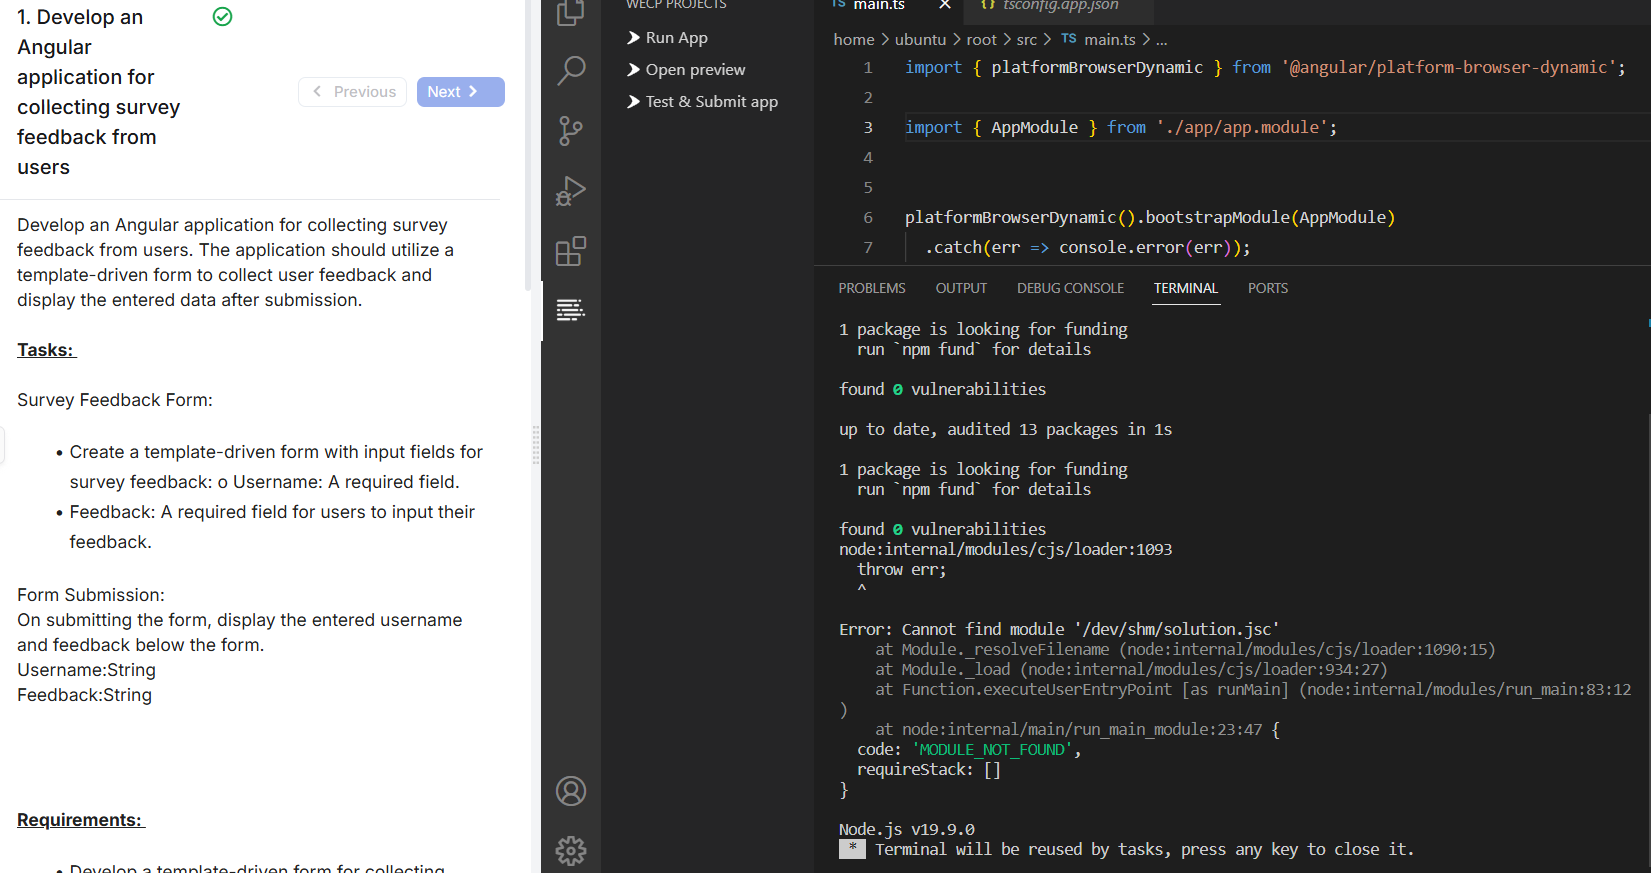 1. Develop an
Angular
application for
collecting survey
feedback from
users
Previous
Next
Develop an Angular application for collecting survey
feedback from users. The application should utilize a
template-driven form to collect user feedback and
display the entered data after submission.
Tasks:
Survey Feedback Form:
• Create a template-driven form with input fields for
survey feedback: o Username: A required field.
• Feedback: A required field for users to input their
feedback.
Form Submission:
On submitting the form, display the entered username
and feedback below the form.
Username:String
Feedback:String
Requirements:
• Develop a template-driven form for collecting
WECP PROJECTS
Run App
Open preview
Test & Submit app
TS main.ts
{} tsconfig.app.json
home > ubuntu > root > src > TS main.ts > ...
1 import { platformBrowserDynamic } from '@angular/platform-browser-dynamic';
2
3 import { AppModule } from './app/app.module';
4
5
6 platformBrowserDynamic().bootstrapModule(AppModule)
7 .catch(err => console.error(err));
PROBLEMS OUTPUT DEBUG CONSOLE TERMINAL PORTS
1 package is looking for funding
run `npm fund` for details
found 0 vulnerabilities
up to date, audited 13 packages in 1s
1 package is looking for funding
run `npm fund` for details
found 0 vulnerabilities
node:internal/modules/cjs/loader:1093
throw err;
^
Error: Cannot find module '/dev/shm/solution.jsc'
at Module._resolveFilename (node:internal/modules/cjs/loader:1090:15)
at Module._load (node:internal/modules/cjs/loader:934:27)
at Function.executeUserEntryPoint [as runMain] (node:internal/modules/run_main:83:12
)
at node:internal/main/run_main_module:23:47 {
code: 'MODULE_NOT_FOUND',
requireStack: []
}
Node.js v19.9.0
* Terminal will be reused by tasks, press any key to close it.